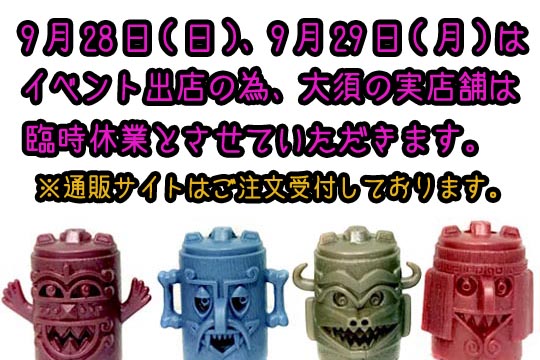 9月28日(日)、9月29日(月)は
イベント出店の為、大須の実店舗は
臨時休業とさせていただきます。
※通販サイトはご注文受付しております。